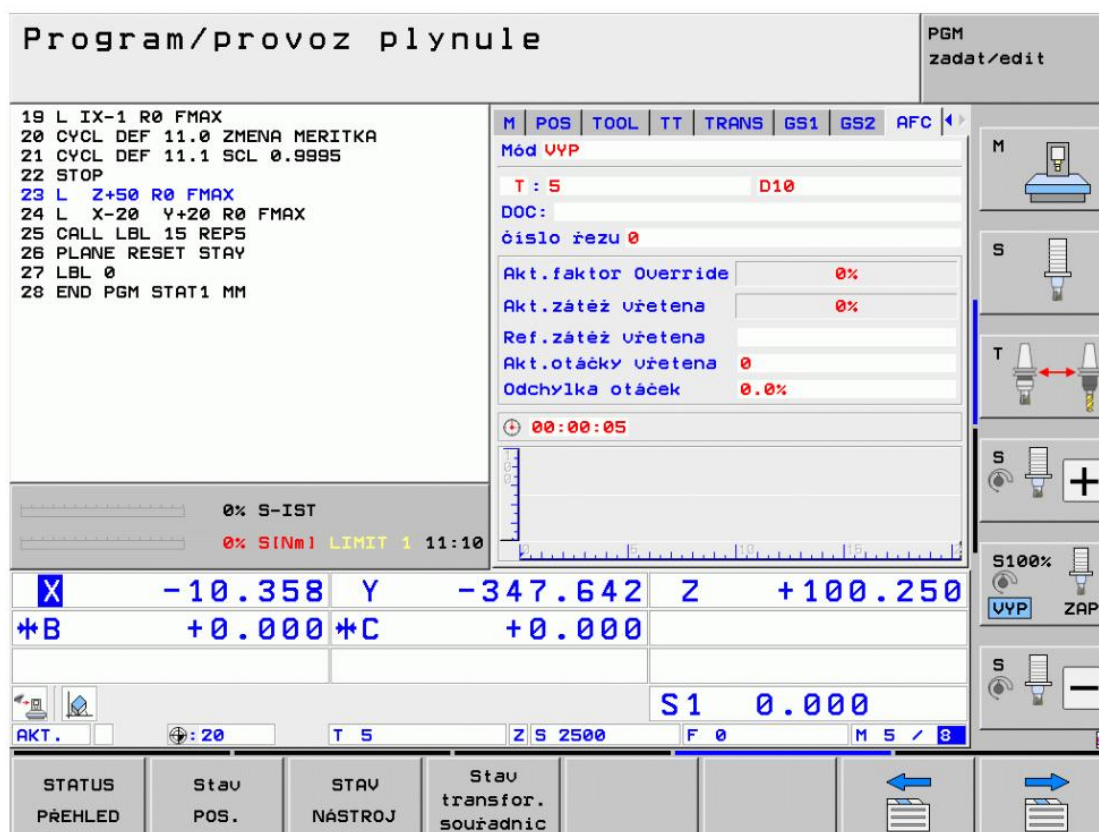 Program/provoz plynule
PGM
zadat/edit
19 L IX-1 R0 FMAX
20 CYCL DEF 11.0 ZMENA MERITKA
21 CYCL DEF 11.1 SCL 0.9995
22 STOP
23 L Z+50 R0 FMAX
24 L X-20 Y+20 R0 FMAX
25 CALL LBL 15 REP5
26 PLANE RESET STAY
27 LBL 0
28 END PGM STAT1 MM
0% S-IST
0% S[Nm] LIMIT 1 11:10
M POS TOOL TT TRANS GS1 GS2 AFC
Mód VYP
T : 5 D10
DOC:
číslo řezu 0
Akt.faktor Override 0%
Akt.zátěž vřetena 0%
Ref.zátěž vřetena
Akt.otáčky vřetena 0
Odchylka otáček 0.0%
00:00:05
0 5 10 15
M
S
T
S
+
S100%
VYP ZAP
S
−
X -10.358 Y -347.642 Z +100.250
B +0.000 C +0.000
S1 0.000
AKT. :20 T 5 Z S 2500 F 0 M 5 / 8
STATUS
PŘEHLED
Stav
POS.
STAV
NÁSTROJ
Stav
transfor.
souřadnic